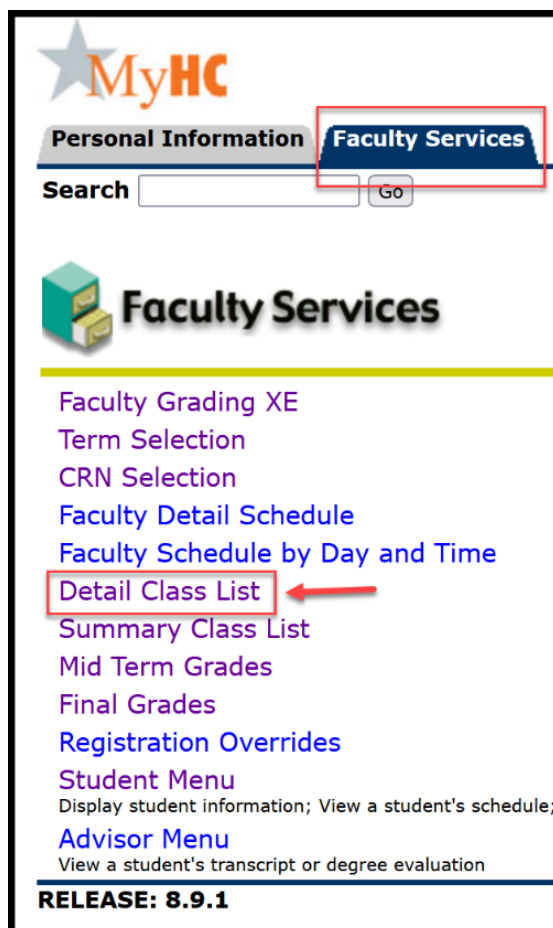 MyHC
Personal Information Faculty Services
Search Go
Faculty Services
Faculty Grading XE
Term Selection
CRN Selection
Faculty Detail Schedule
Faculty Schedule by Day and Time
Detail Class List
Summary Class List
Mid Term Grades
Final Grades
Registration Overrides
Student Menu
Display student information; View a student's schedule;
Advisor Menu
View a student's transcript or degree evaluation
RELEASE: 8.9.1